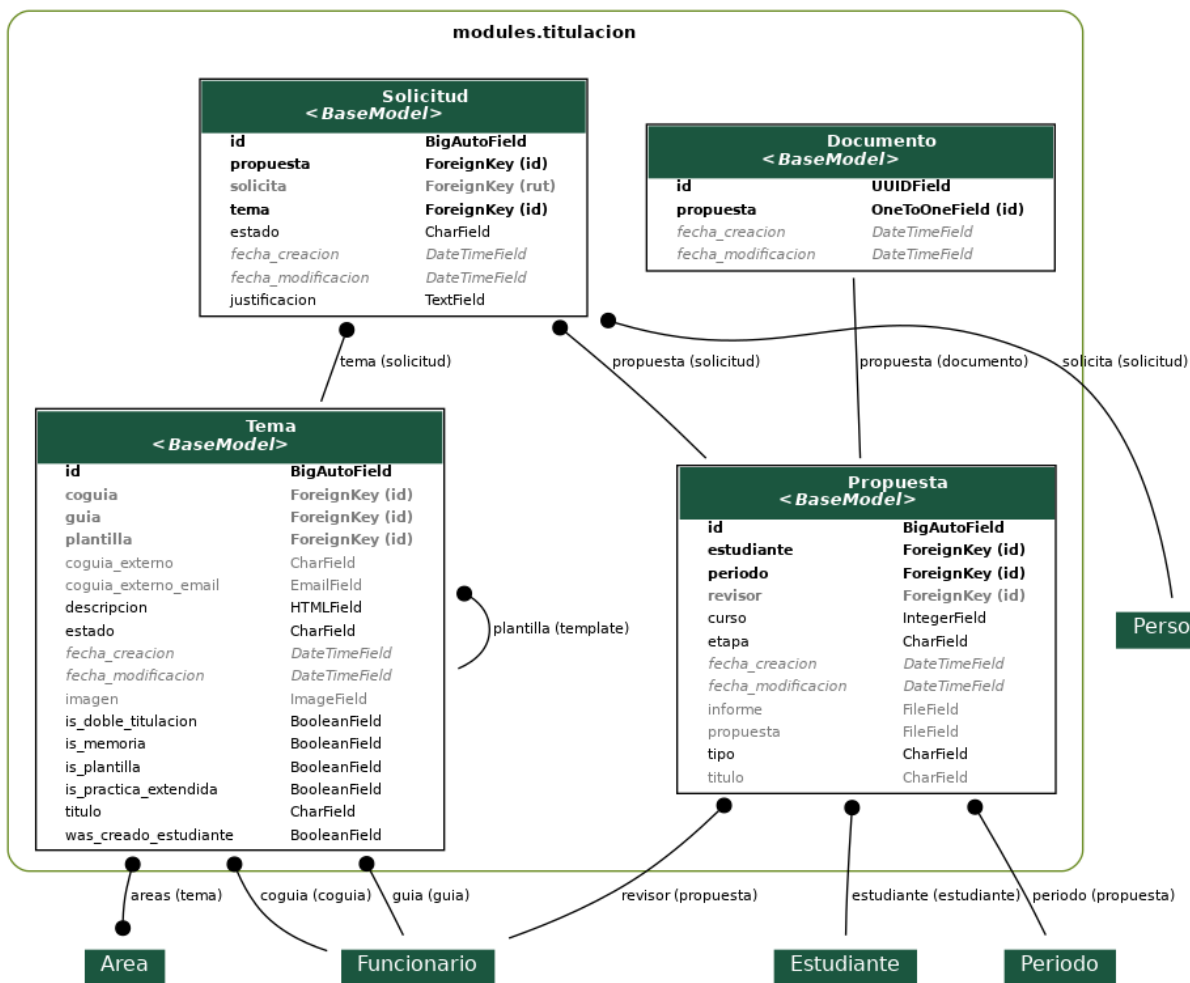 modules.titulacion
Solicitud
<BaseModel>
id BigAutoField
propuesta ForeignKey (id)
solicita ForeignKey (rut)
tema ForeignKey (id)
estado CharField
fecha_creacion DateTimeField
fecha_modificacion DateTimeField
justificacion TextField
Documento
<BaseModel>
id UUIDField
propuesta OneToOneField (id)
fecha_creacion DateTimeField
fecha_modificacion DateTimeField
tema (solicitud)
propuesta (solicitud)
propuesta (documento)
solicita (solicitud)
Tema
<BaseModel>
id BigAutoField
coguia ForeignKey (id)
guia ForeignKey (id)
plantilla ForeignKey (id)
coguia_externo CharField
coguia_externo_email EmailField
descripcion HTMLField
estado CharField
fecha_creacion DateTimeField
fecha_modificacion DateTimeField
imagen ImageField
is_doble_titulacion BooleanField
is_memoria BooleanField
is_plantilla BooleanField
is_practica_extendida BooleanField
titulo CharField
was_creado_estudiante BooleanField
plantilla (template)
Propuesta
<BaseModel>
id BigAutoField
estudiante ForeignKey (id)
periodo ForeignKey (id)
revisor ForeignKey (id)
curso IntegerField
etapa CharField
fecha_creacion DateTimeField
fecha_modificacion DateTimeField
informe FileField
propuesta FileField
tipo CharField
titulo CharField
Perso
areas (tema)
coguia (coguia)
guia (guia)
revisor (propuesta)
estudiante (estudiante)
periodo (propuesta)
Area
Funcionario
Estudiante
Periodo